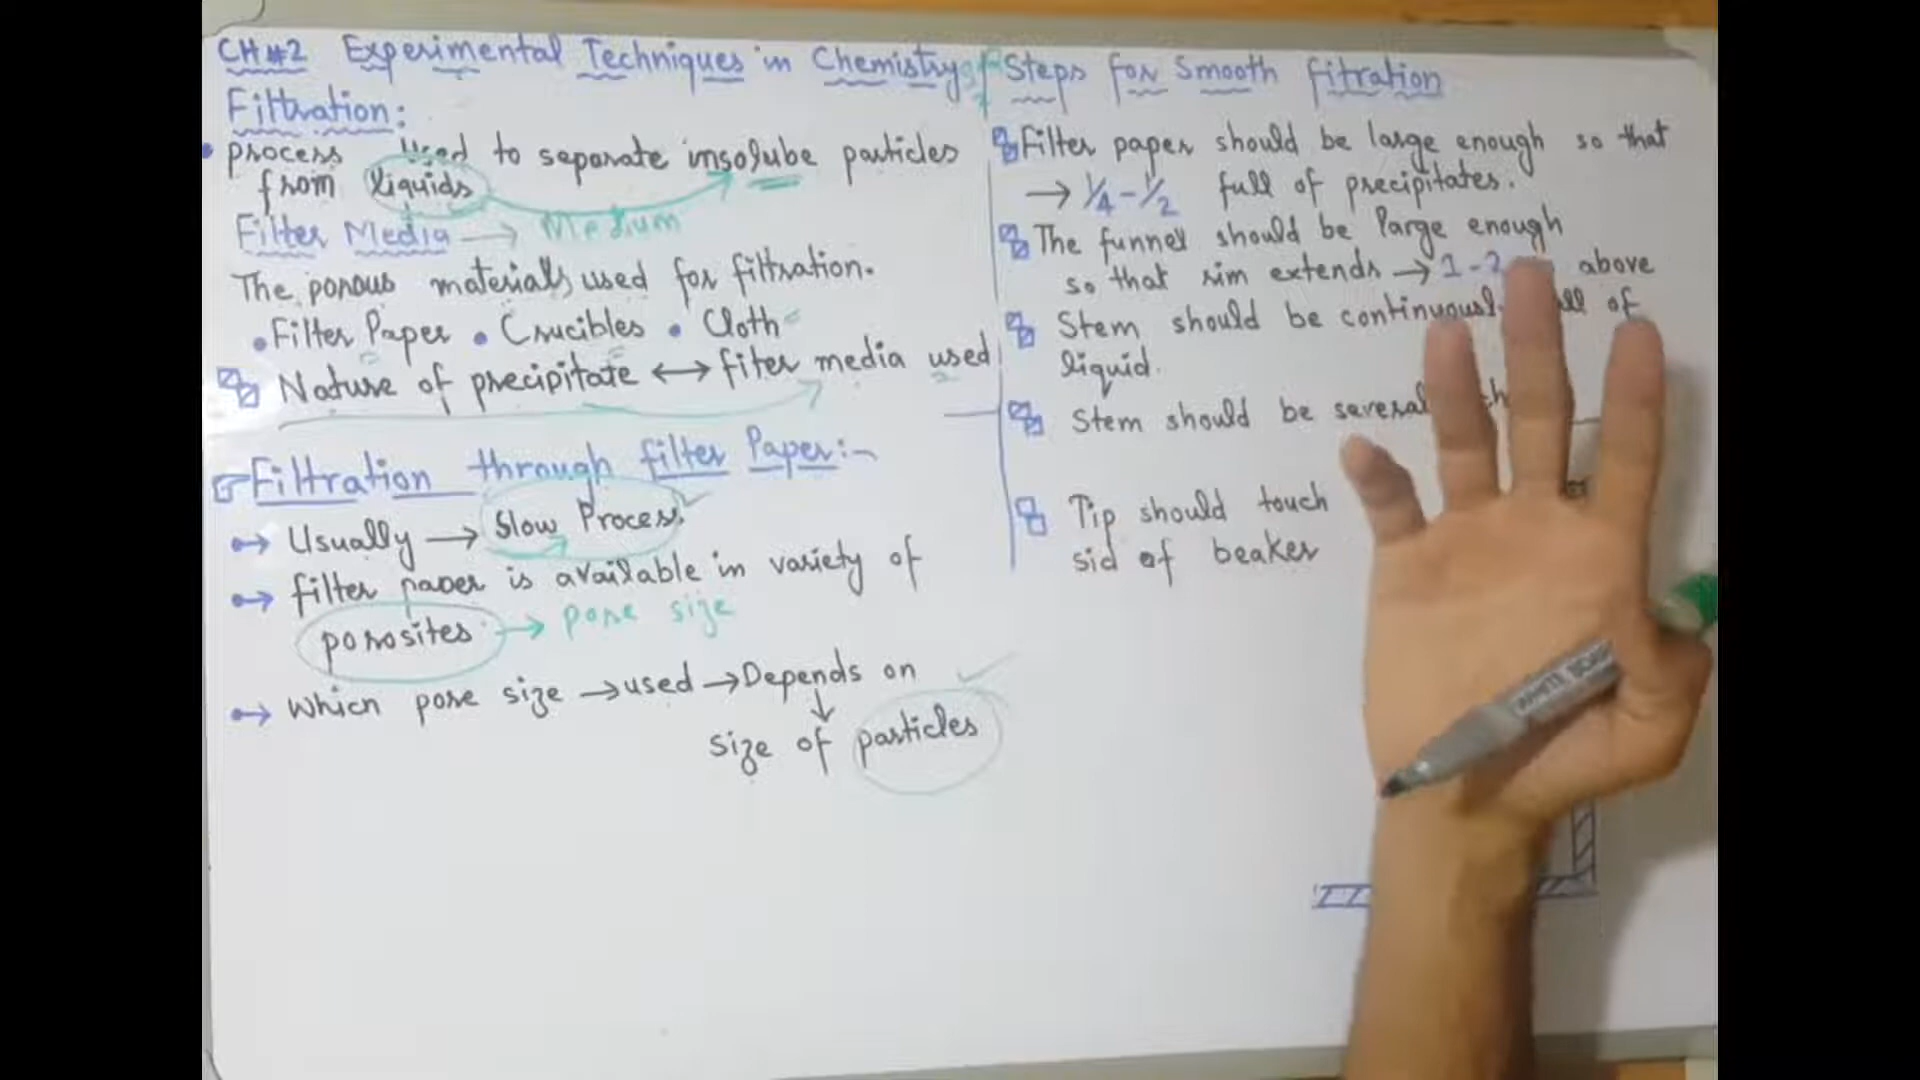 CH#2 Experimental Techniques in Chemistry
Filtration:
• process used to separate insolube particles
from liquids
Filter Media → Medium
The porous materials used for filtration.
• Filter Paper • Crucibles • Cloth
Nature of precipitate ↔ fiter media used
Filtration through filter Paper:-
Usually → Slow Process
filter paper is available in variety of
porosites → pore size
Which pore size → used → Depends on
↓
size of particles
Steps for Smooth fitration
Filter paper should be large enough so that
→ 1/4 - 1/2 full of precipitates.
The funnel should be large enough
so that rim extends → 1-2 above
Stem should be of
liquid.
Stem should be
Tip should touch
sid of beaker
WHITE BOARD